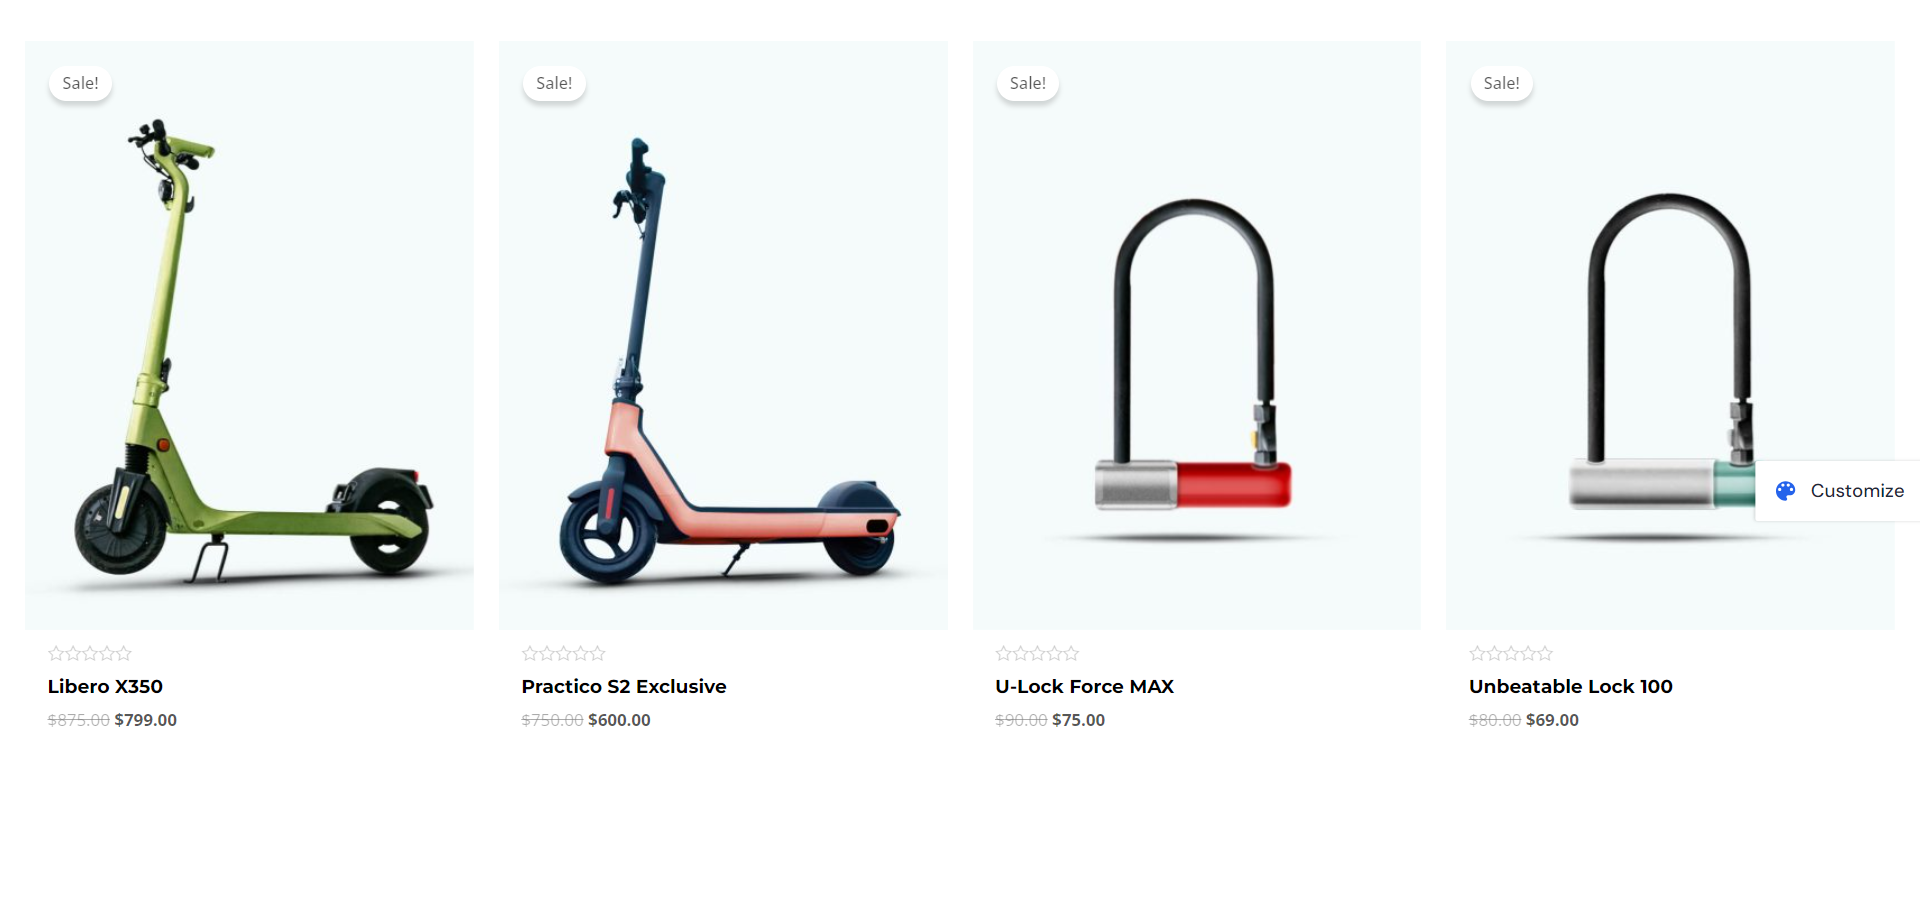 Sale!
Sale!
Sale!
Sale!
Customize
Libero X350
$875.00 $799.00
Practico S2 Exclusive
$750.00 $600.00
U-Lock Force MAX
$90.00 $75.00
Unbeatable Lock 100
$80.00 $69.00